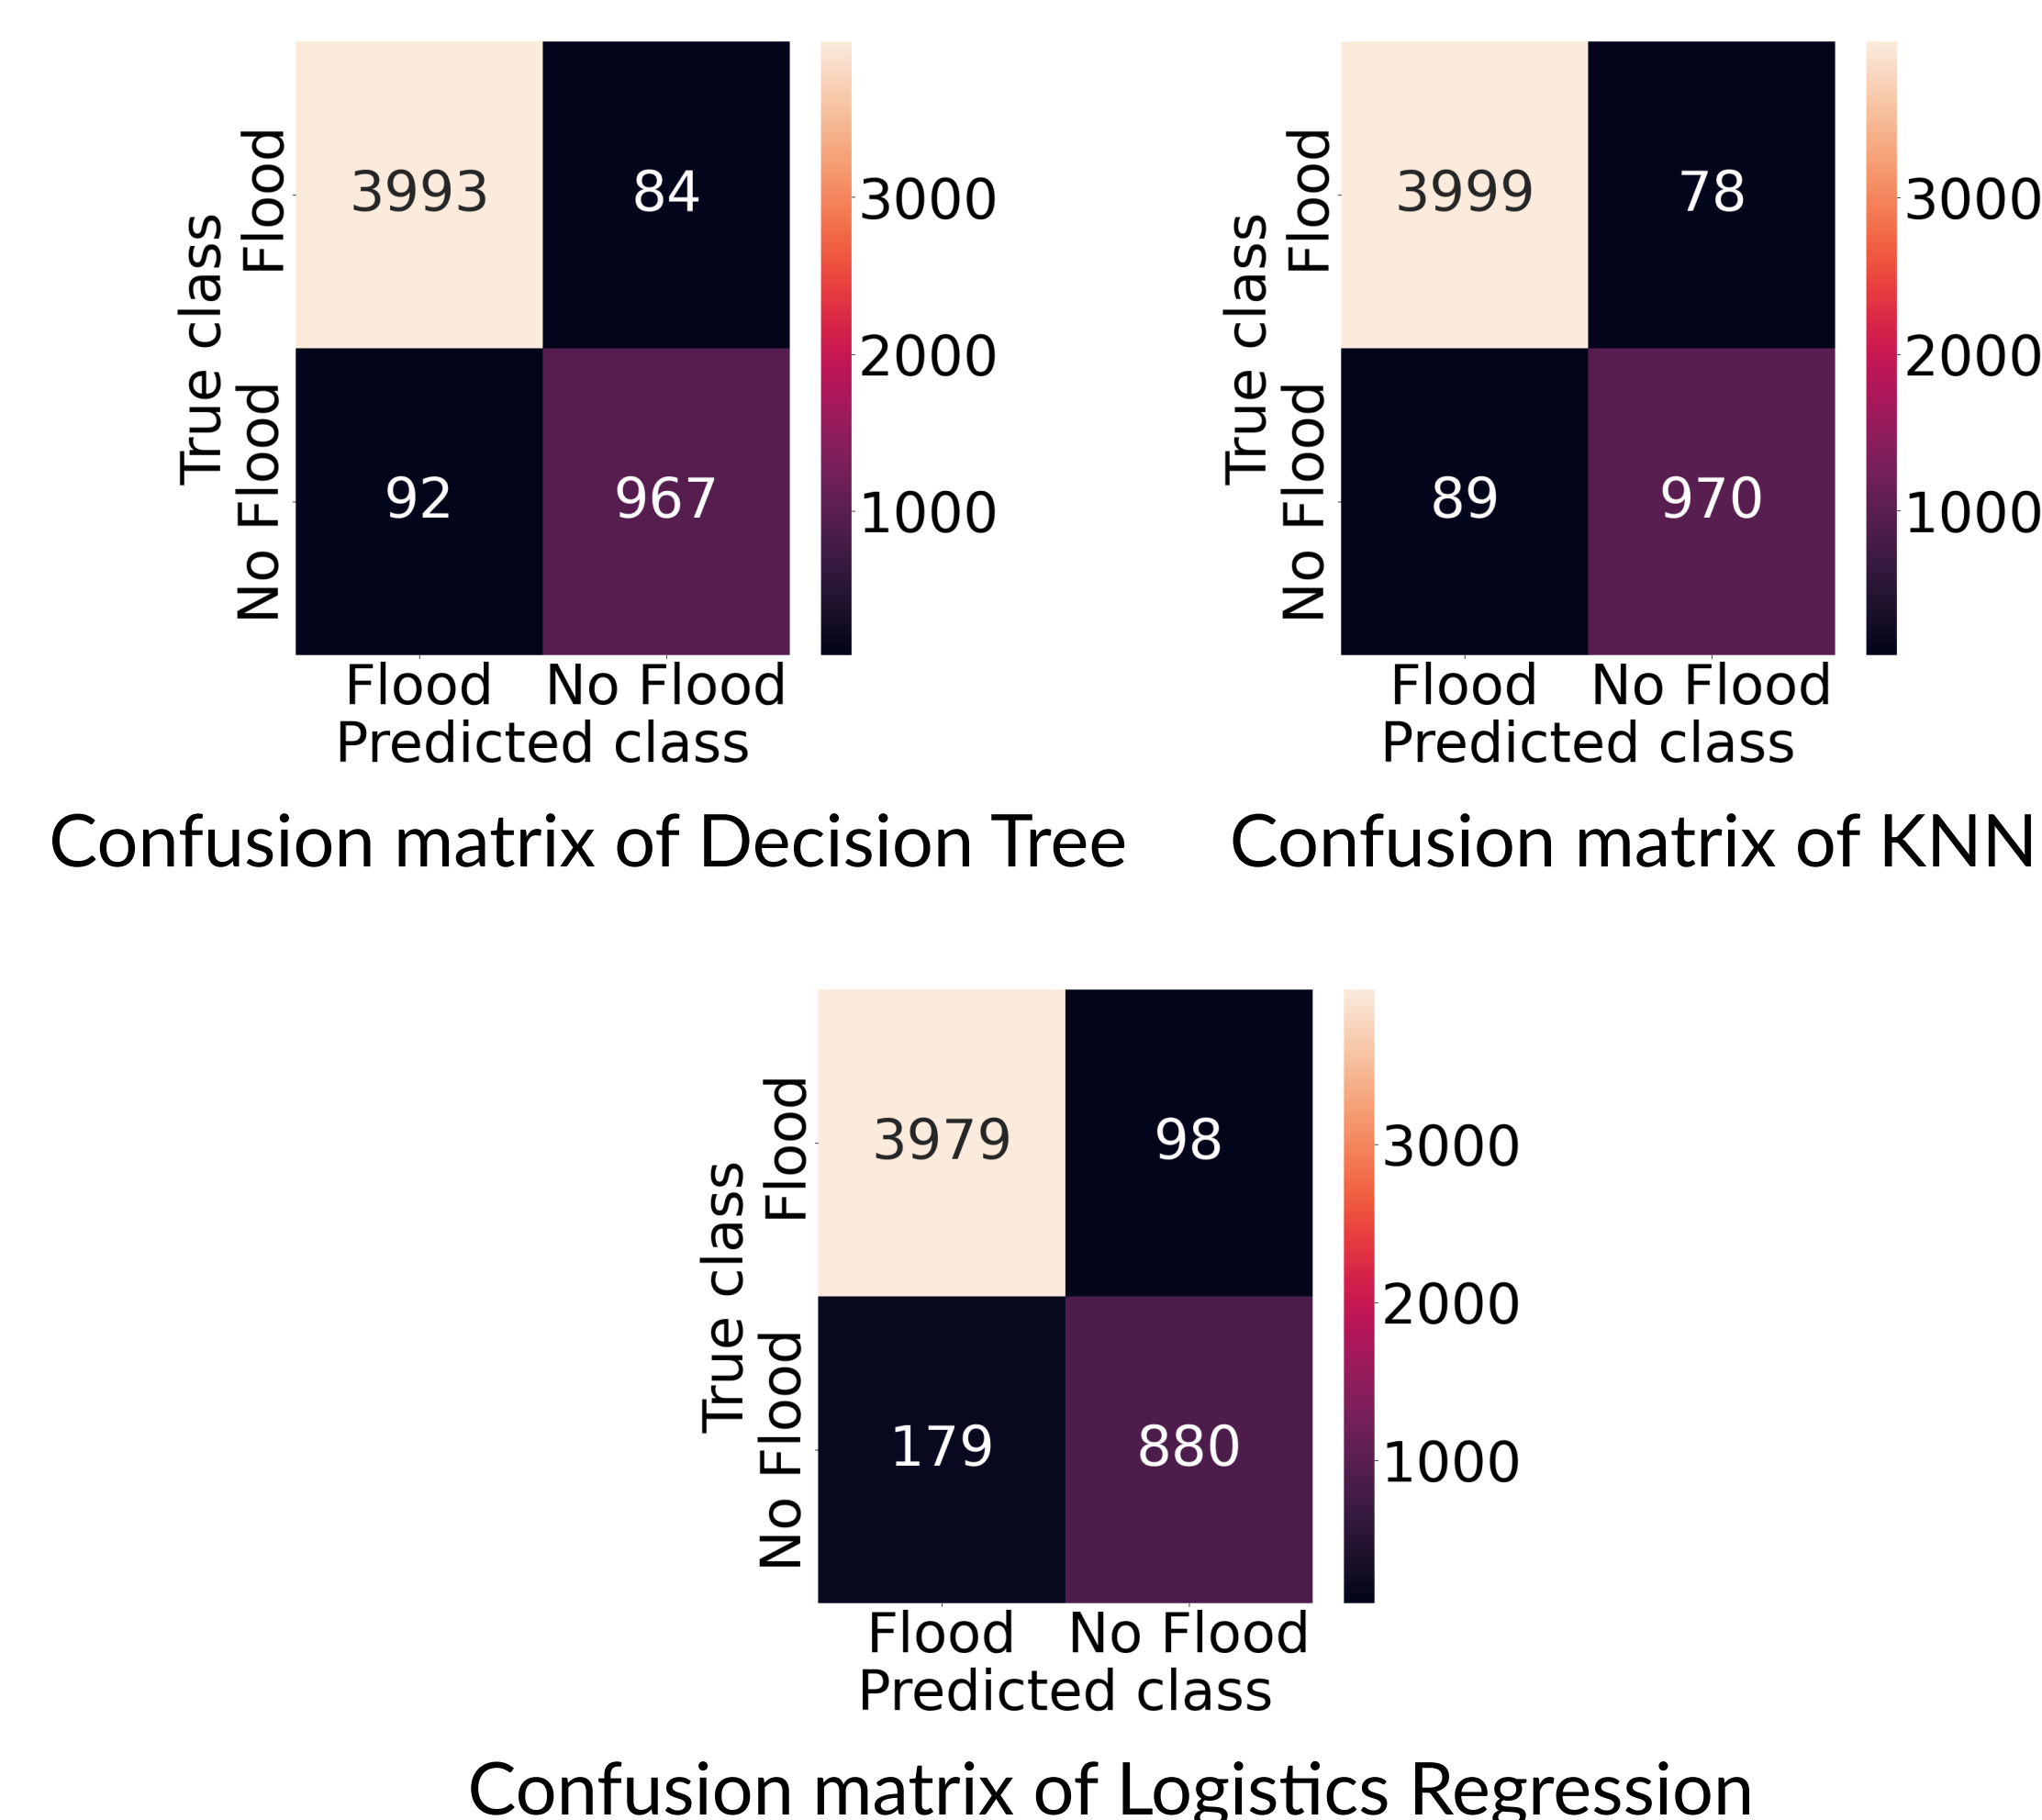 True class
Flood
No Flood
3993 84
92 967
3000
2000
1000
Flood No Flood
Predicted class
Confusion matrix of Decision Tree
True class
Flood
No Flood
3999 78
89 970
3000
2000
1000
Flood No Flood
Predicted class
Confusion matrix of KNN
True class
Flood
No Flood
3979 98
179 880
3000
2000
1000
Flood No Flood
Predicted class
Confusion matrix of Logistics Regression